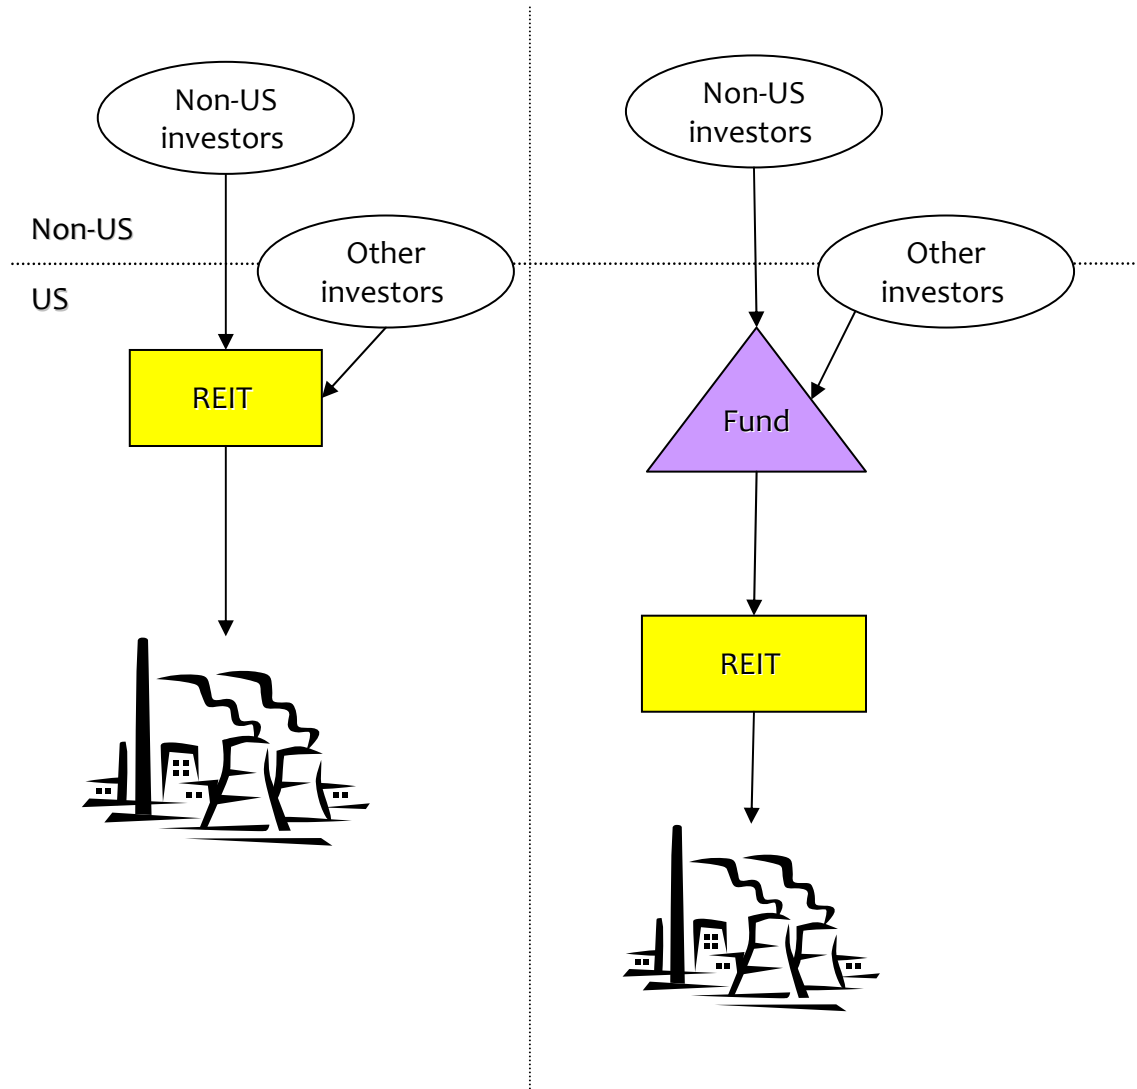 Non-US
investors
Non-US
investors
Non-US
Other
investors
Other
investors
US
REIT
Fund
REIT